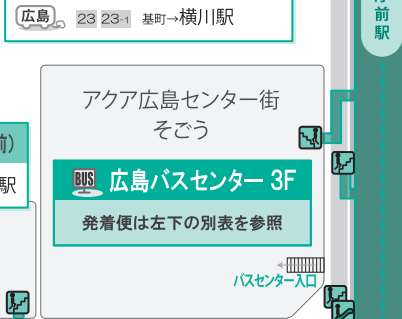 広島 23 23-1 基町→横川駅
前駅
アクア広島センター街
そごう
前）
駅
BUS 広島バスセンター 3F
発着便は左下の別表を参照
←
バスセンター入口